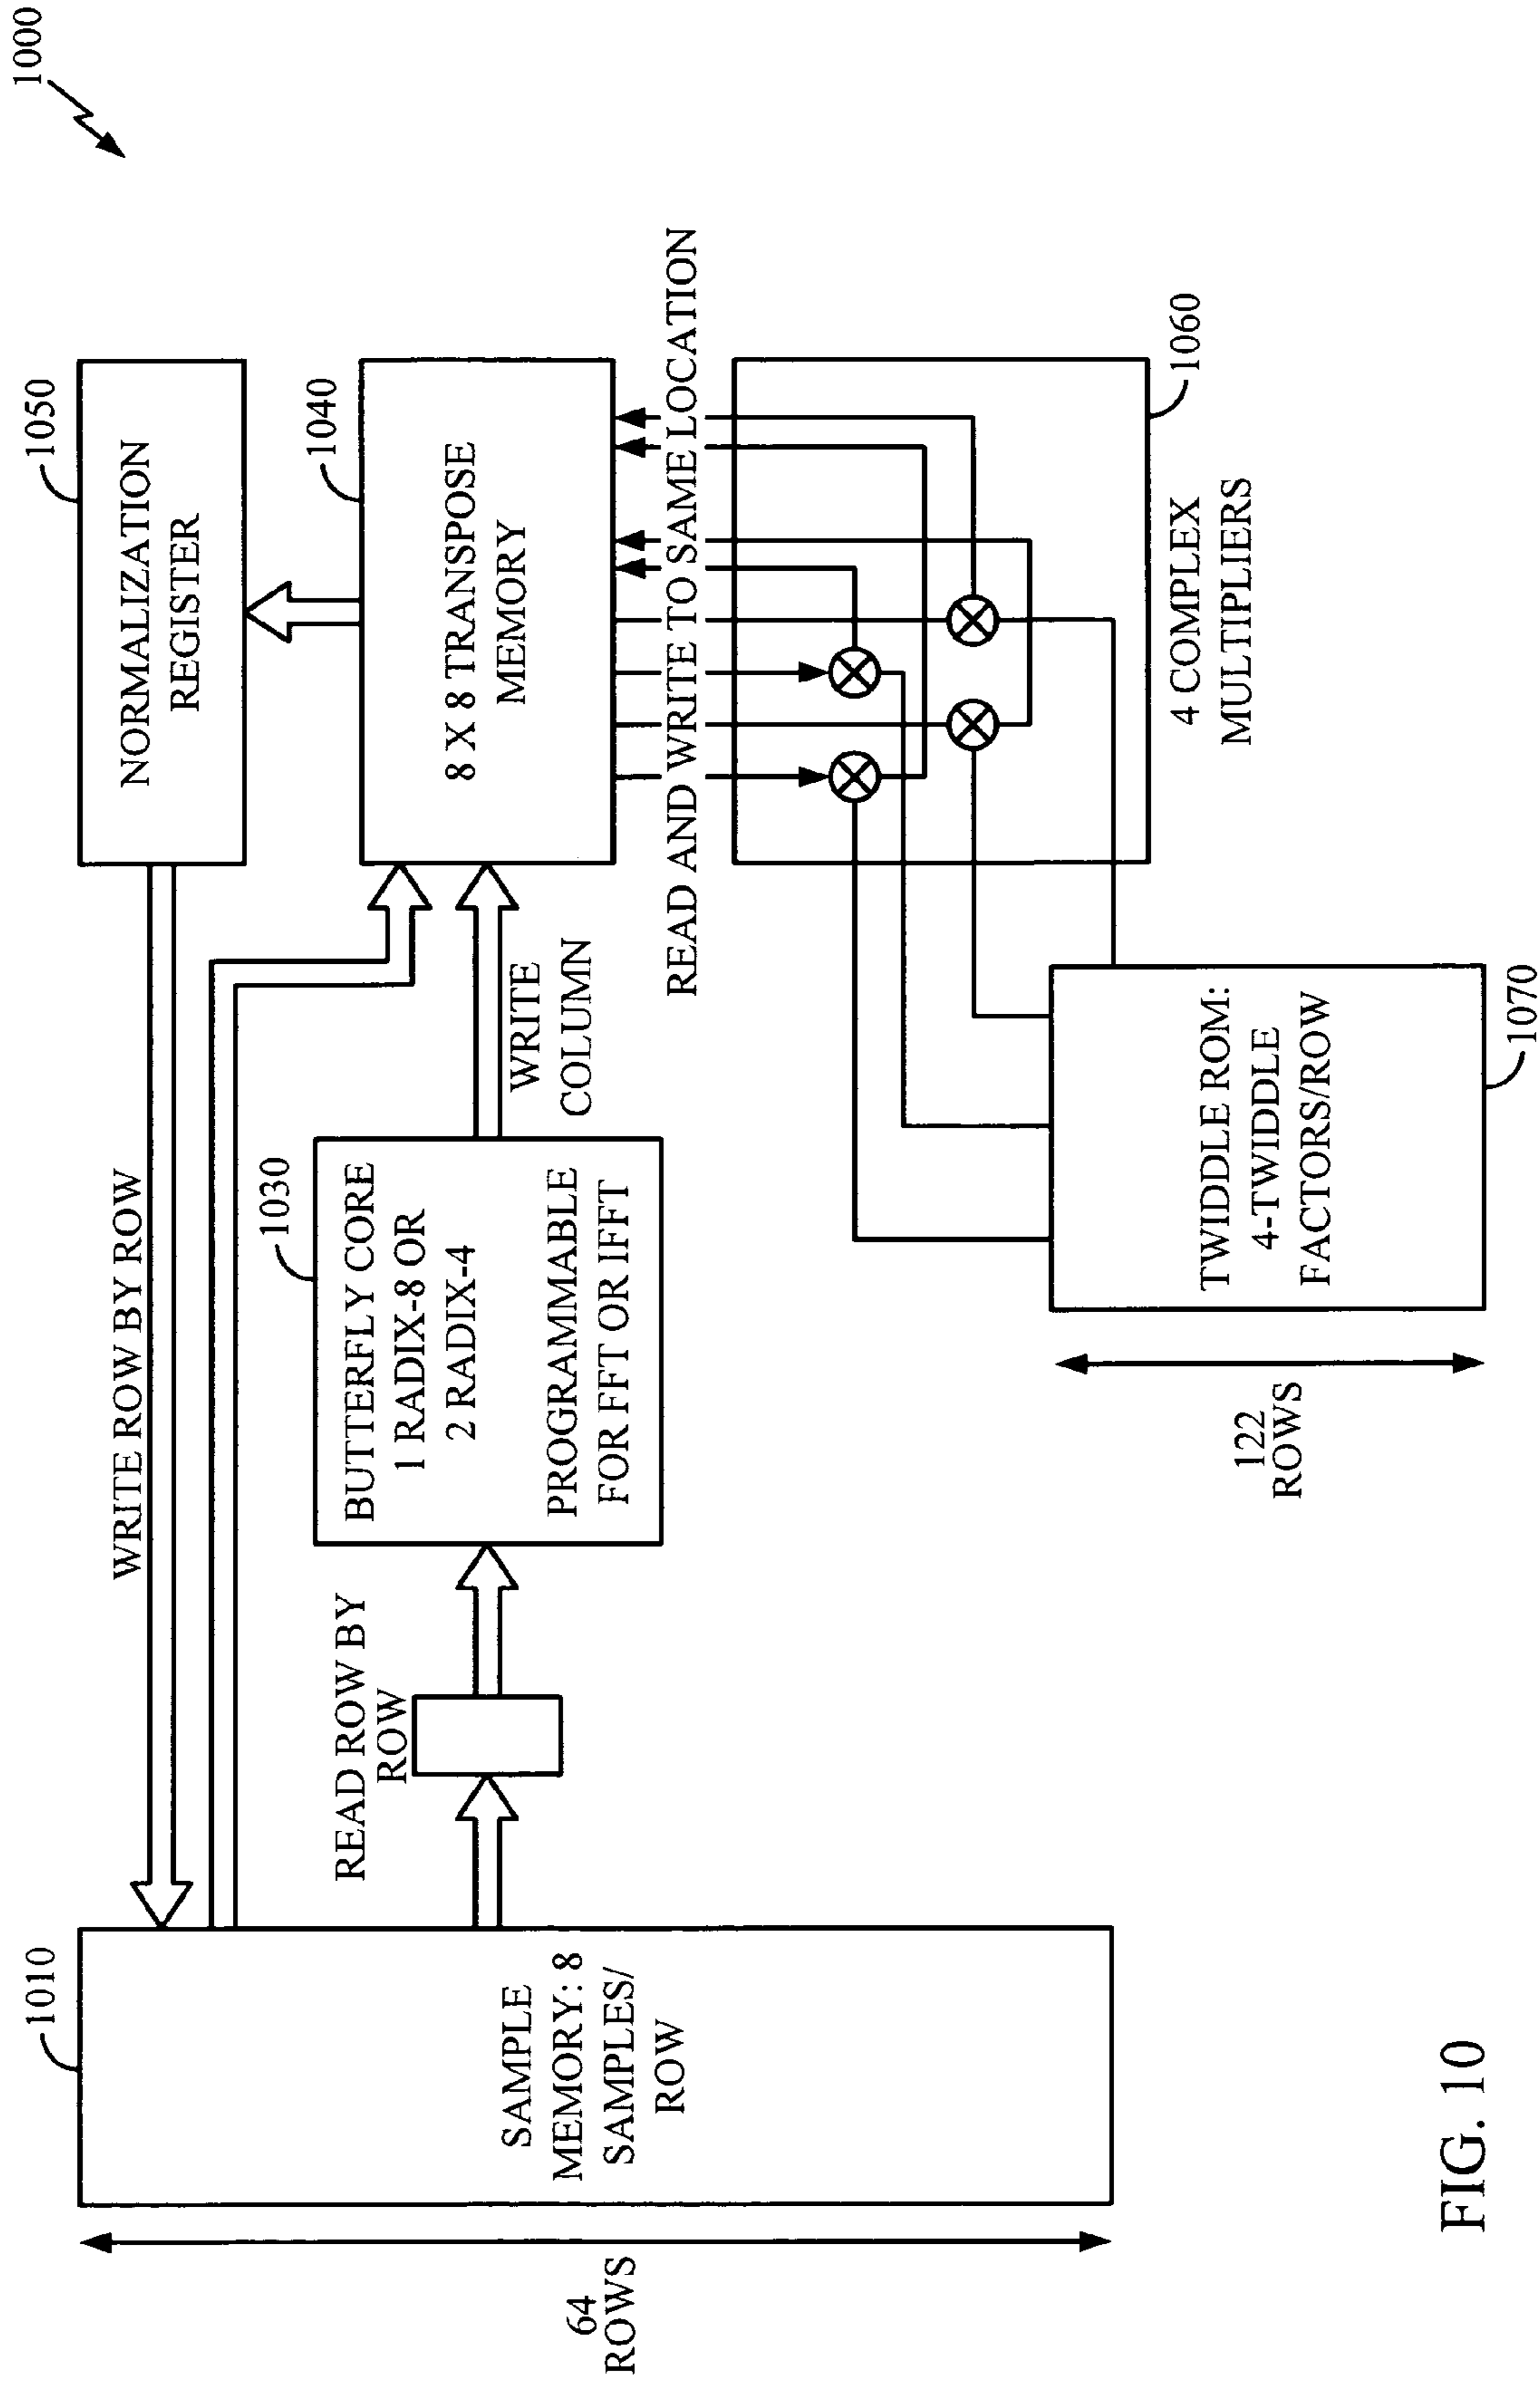 1000
1050
NORMALIZATION
REGISTER
WRITE ROW BY ROW
1010
SAMPLE
MEMORY: 8
SAMPLES/
ROW
64
ROWS
READ ROW BY
ROW
1030
BUTTERFLY CORE
1 RADIX-8 OR
2 RADIX-4
PROGRAMMABLE
FOR FFT OR IFFT
WRITE
COLUMN
1040
8 X 8 TRANSPOSE
MEMORY
READ AND WRITE TO SAME LOCATION
1060
4 COMPLEX
MULTIPLIERS
TWIDDLE ROM:
4-TWIDDLE
FACTORS/ROW
1070
122
ROWS
FIG. 10